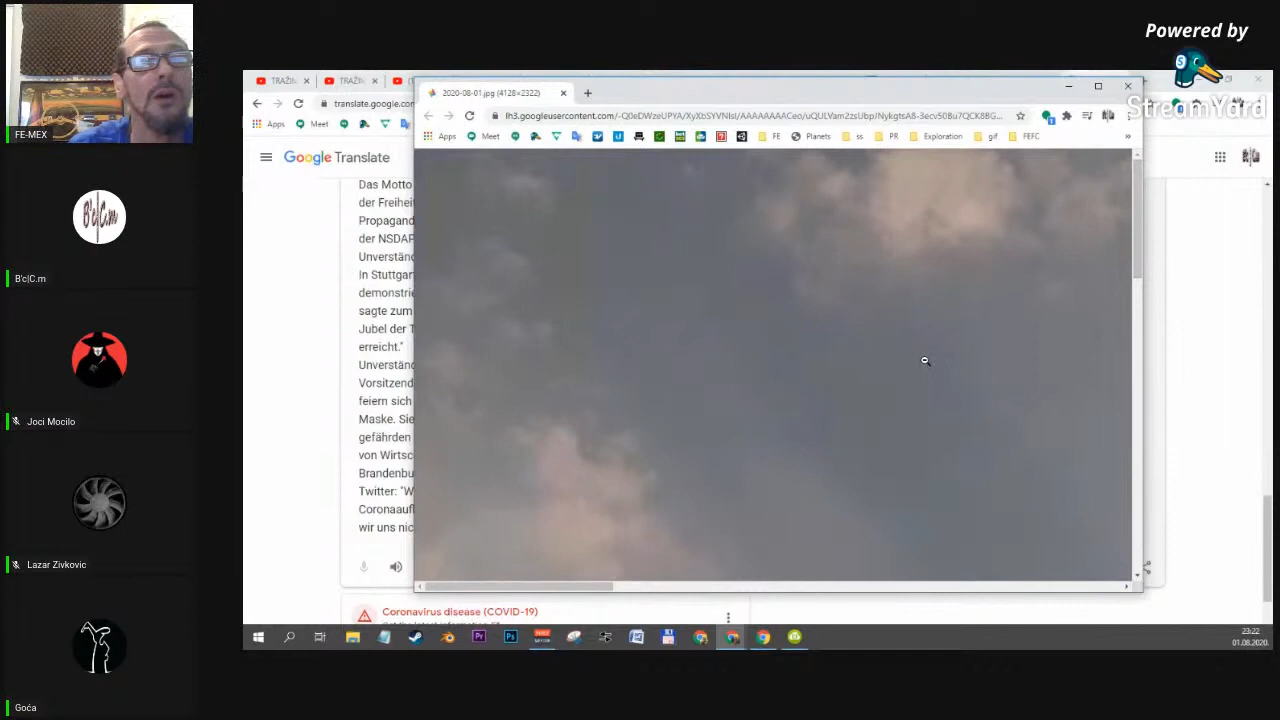 Powered by
StreamYard
FE-MEX
B'c|C.m
B'c|C.m
Joci Mocilo
Lazar Zivkovic
Goća
TRAŽI
TRAŽI
translate.google.com
Apps
Meet
Google Translate
2020-08-01.jpg (4128×2322)
Apps
Meet
FE
Planets
ss
PR
Exploration
gif
FEFC
»
Das Motto
der Freihei
Propagand
der NSDAP
Unverständ
In Stuttgar
demonstrie
sagte zum
Jubel der T
erreicht."
Unverständ
Vorsitzend
feiern sich
Maske. Sie
gefährden
von Wirtsc
Brandenbu
Twitter: "W
Coronaaufl
wir uns nic
Coronavirus disease (COVID-19)
23:22
01.08.2020.